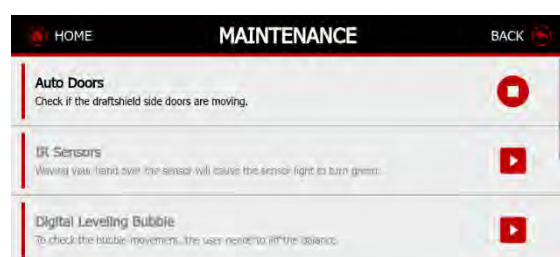 HOME
MAINTENANCE
BACK
Auto Doors
Check if the draftshield side doors are moving.
IR Sensors
Waving your hand over the sensor will cause the sensor light to turn green.
Digital Leveling Bubble
To check the bubble movement, the user needs to lift the balance.